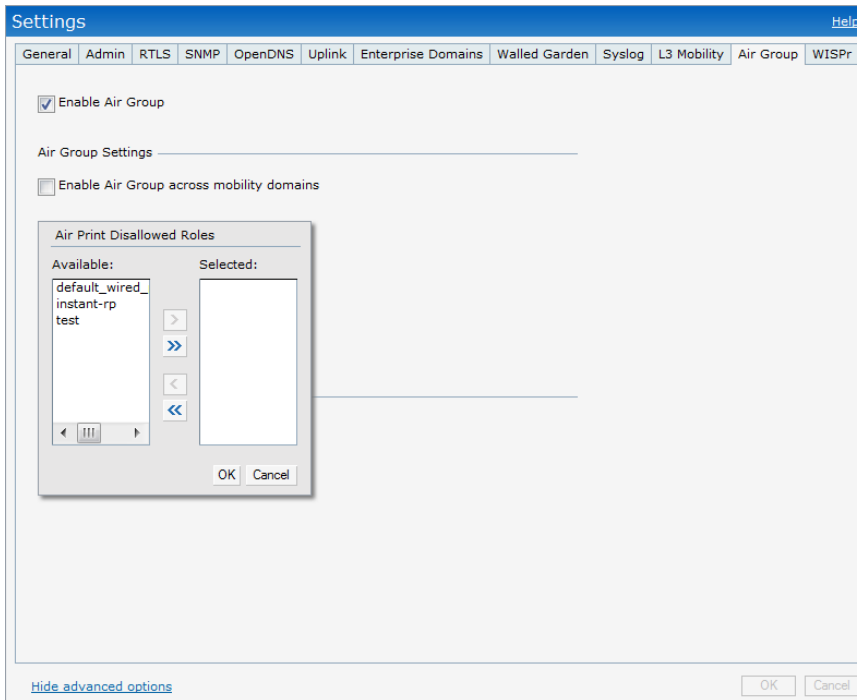 Settings
Help
General Admin RTLS SNMP OpenDNS Uplink Enterprise Domains Walled Garden Syslog L3 Mobility Air Group WISPr
Enable Air Group
Air Group Settings
Enable Air Group across mobility domains
Air Print Disallowed Roles
Available: Selected:
default_wired_
instant-rp
test
>
>>
<
<<
OK Cancel
Hide advanced options
OK Cancel